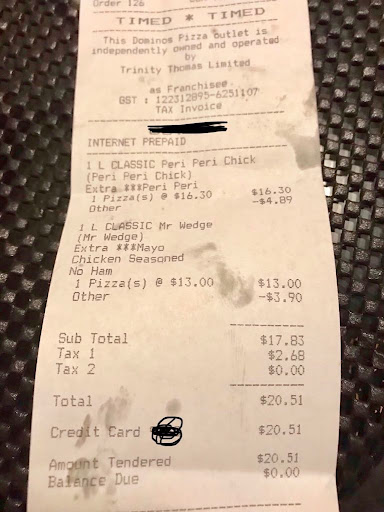 Order 126
TIMED * TIMED
This Dominos Pizza outlet is
independently owned and operated
by
Trinity Thomas Limited
as Franchisee
GST : 122312895-6251107
TAX Invoice
INTERNET PREPAID
1 L CLASSIC Peri Peri Chick
(Peri Peri Chick)
Extra ***Peri Peri
1 Pizza(s) @ $16.30 $16.30
Other -$4.89
1 L CLASSIC Mr Wedge
(Mr Wedge)
Extra ***Mayo
Chicken Seasoned
No Ham
1 Pizza(s) @ $13.00 $13.00
Other -$3.90
Sub Total $17.83
Tax 1 $2.68
Tax 2 $0.00
Total $20.51
Credit Card $20.51
Amount Tendered $20.51
Balance Due $0.00